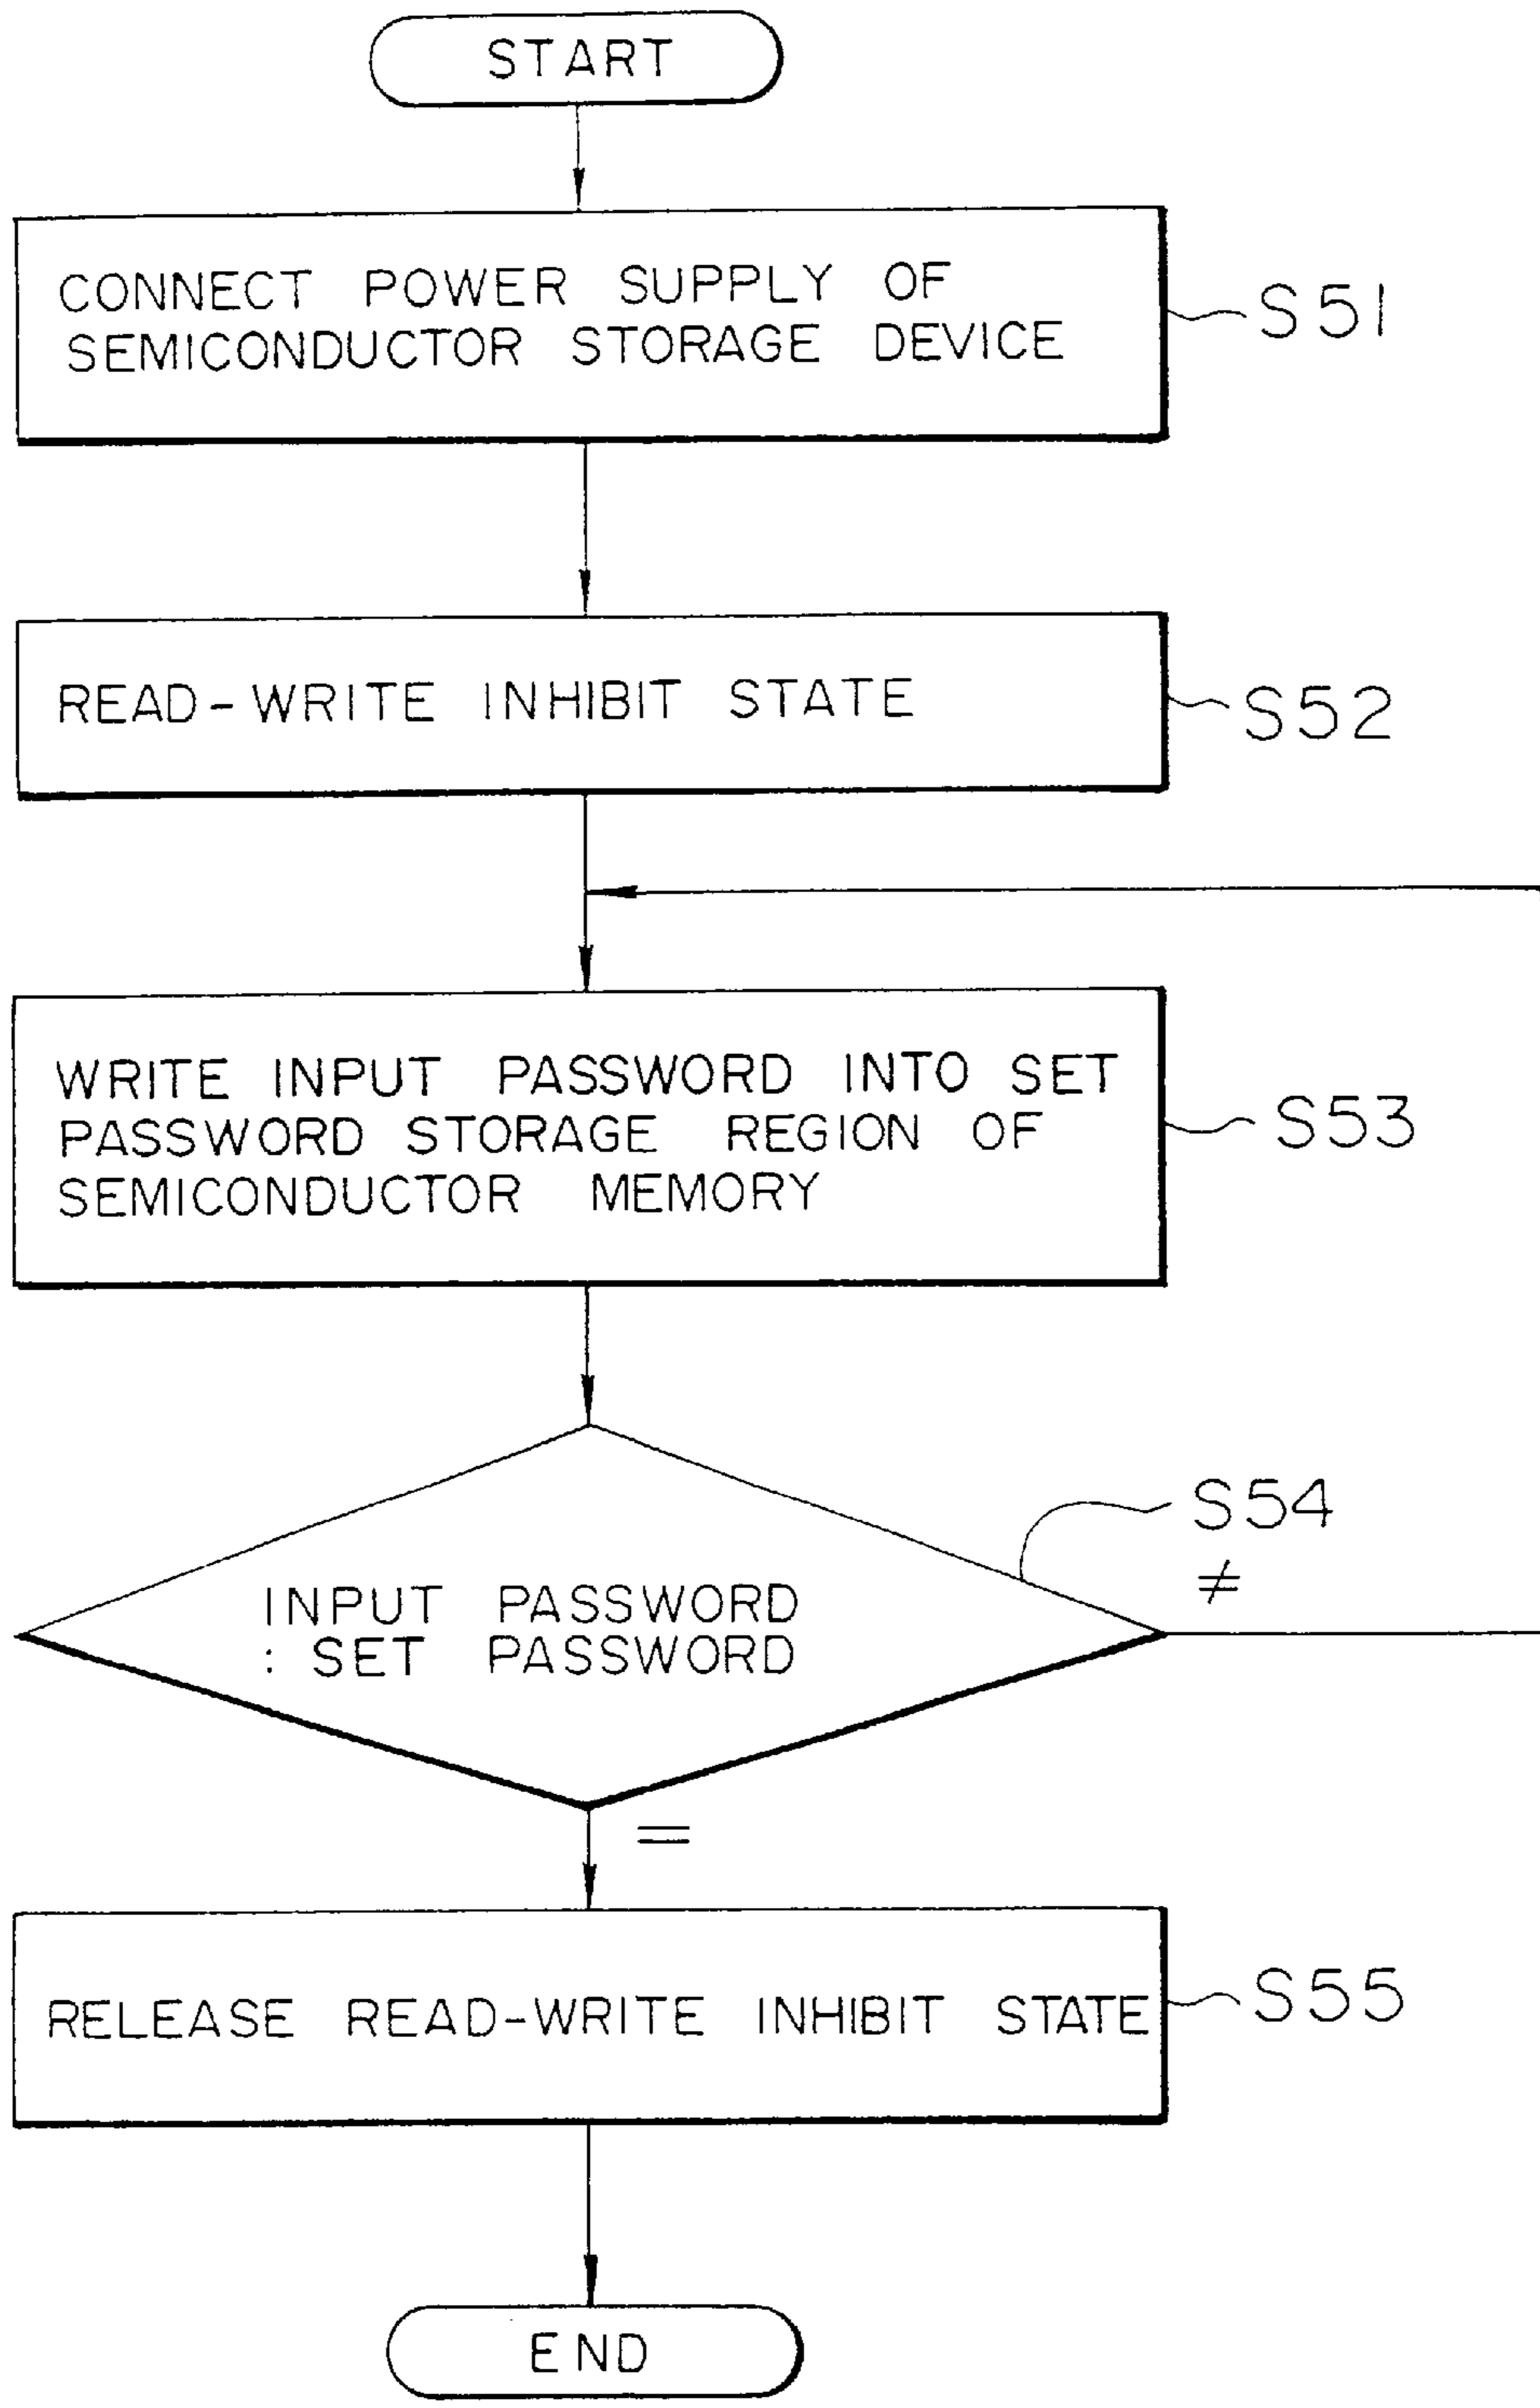 START
CONNECT POWER SUPPLY OF
SEMICONDUCTOR STORAGE DEVICE
S51
READ-WRITE INHIBIT STATE
S52
WRITE INPUT PASSWORD INTO SET
PASSWORD STORAGE REGION OF
SEMICONDUCTOR MEMORY
S53
S54
≠
INPUT PASSWORD
: SET PASSWORD
=
RELEASE READ-WRITE INHIBIT STATE
S55
END